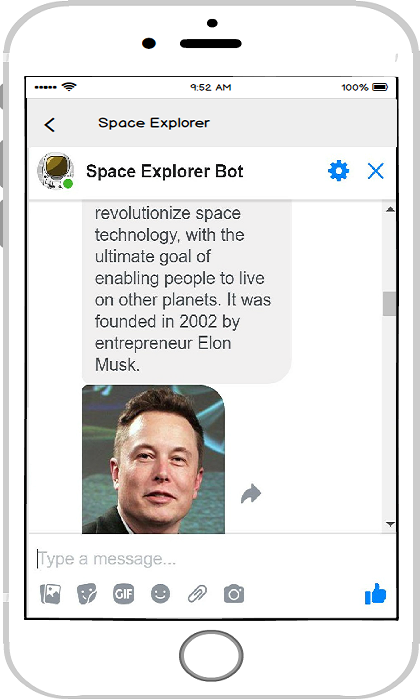 9:52 AM
100%
Space Explorer
Space Explorer Bot
revolutionize space
technology, with the
ultimate goal of
enabling people to live
on other planets. It was
founded in 2002 by
entrepreneur Elon
Musk.
Type a message...
GIF